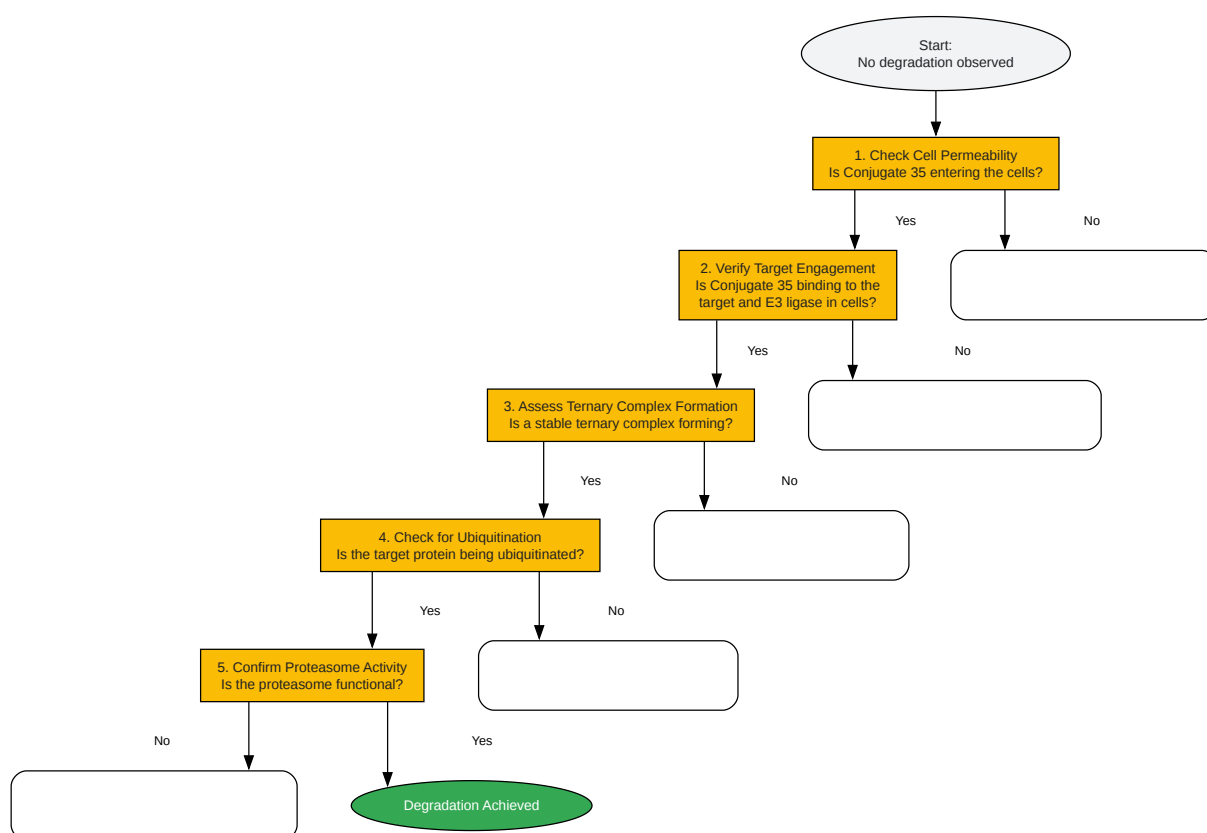 Start:
No degradation observed
1. Check Cell Permeability
Is Conjugate 35 entering the cells?
Yes
No
2. Verify Target Engagement
Is Conjugate 35 binding to the
target and E3 ligase in cells?
Yes
No
3. Assess Ternary Complex Formation
Is a stable ternary complex forming?
Yes
No
4. Check for Ubiquitination
Is the target protein being ubiquitinated?
Yes
No
5. Confirm Proteasome Activity
Is the proteasome functional?
No
Yes
Degradation Achieved